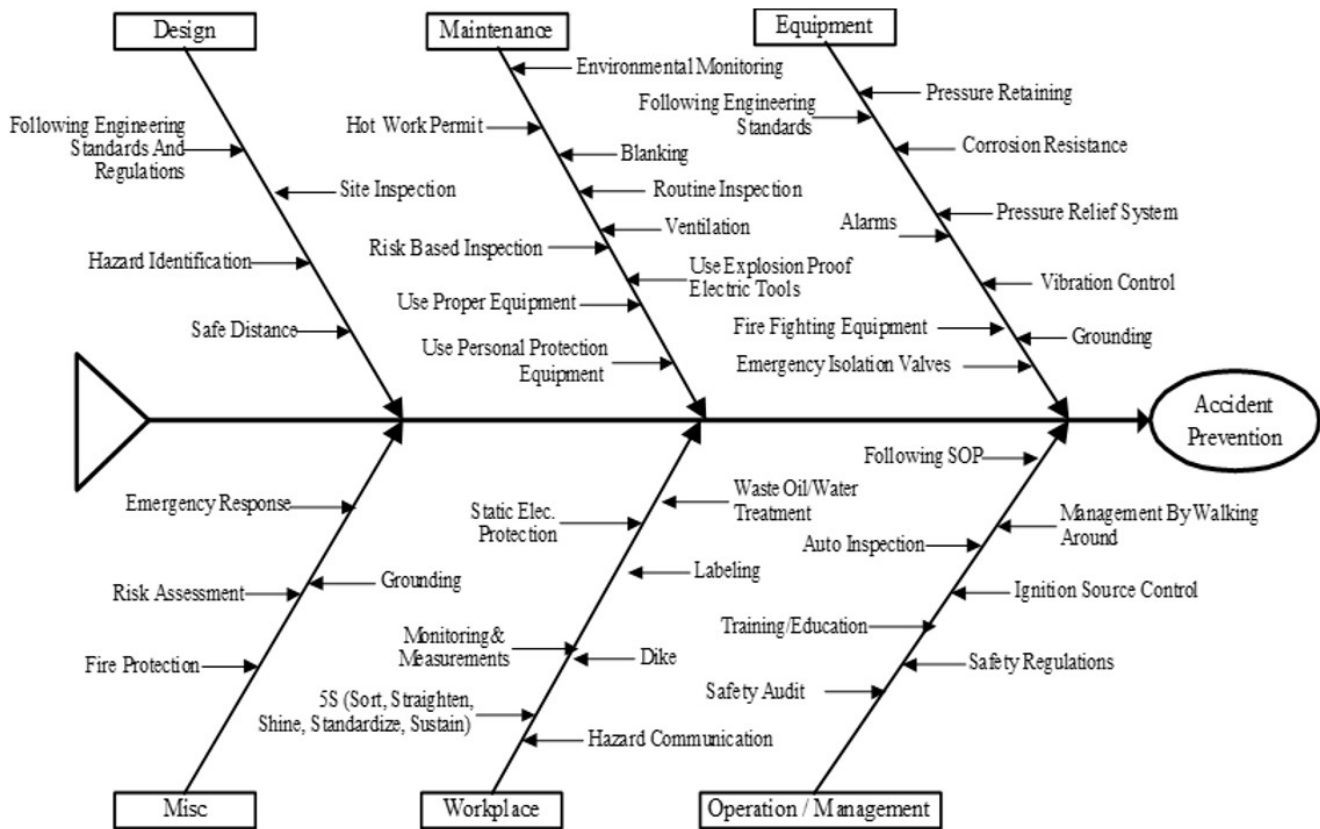 Design
Maintenance
Equipment
Environmental Monitoring
Pressure Retaining
Following Engineering
Standards
Following Engineering
Standards And
Regulations
Hot Work Permit
Blanking
Corrosion Resistance
Site Inspection
Routine Inspection
Ventilation
Pressure Relief System
Alarms
Risk Based Inspection
Hazard Identification
Use Explosion Proof
Electric Tools
Vibration Control
Use Proper Equipment
Safe Distance
Fire Fighting Equipment
Grounding
Use Personal Protection
Equipment
Emergency Isolation Valves
Accident
Prevention
Following SOP
Emergency Response
Static Elec.
Protection
Waste Oil/Water
Treatment
Management By Walking
Around
Auto Inspection
Risk Assessment
Grounding
Labeling
Ignition Source Control
Training/Education
Monitoring&
Measurements
Dike
Fire Protection
Safety Regulations
Safety Audit
5S (Sort, Straighten,
Shine, Standardize, Sustain)
Hazard Communication
Misc
Workplace
Operation / Management